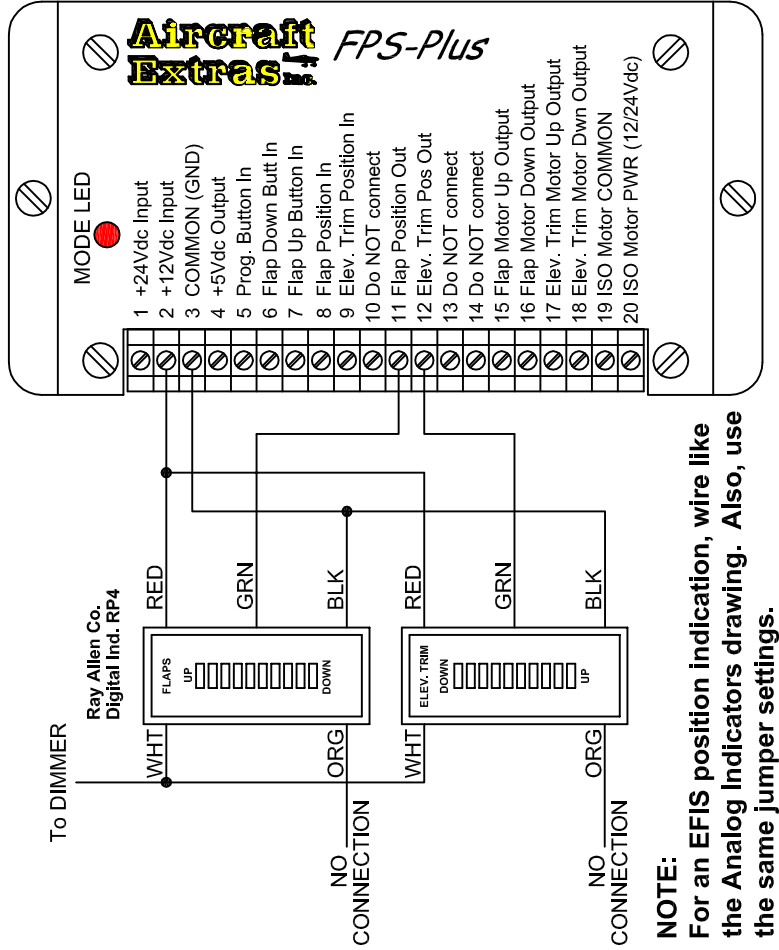 Aircraft
Extras Inc.
FPS-Plus
MODE LED
1 +24Vdc Input
2 +12Vdc Input
3 COMMON (GND)
4 +5Vdc Output
5 Prog. Button In
6 Flap Down Butt In
7 Flap Up Button In
8 Flap Position In
9 Elev. Trim Position In
10 Do NOT connect
11 Flap Position Out
12 Elev. Trim Pos Out
13 Do NOT connect
14 Do NOT connect
15 Flap Motor Up Output
16 Flap Motor Down Output
17 Elev. Trim Motor Up Output
18 Elev. Trim Motor Dwn Output
19 ISO Motor COMMON
20 ISO Motor PWR (12/24Vdc)
RED
GRN
BLK
RED
GRN
BLK
Ray Allen Co.
Digital Ind. RP4
FLAPS
UP
DOWN
ELEV. TRIM
DOWN
UP
WHT
ORG
WHT
ORG
To DIMMER
NO
CONNECTION
NO
CONNECTION
NOTE:
For an EFIS position indication, wire like
the Analog Indicators drawing. Also, use
the same jumper settings.